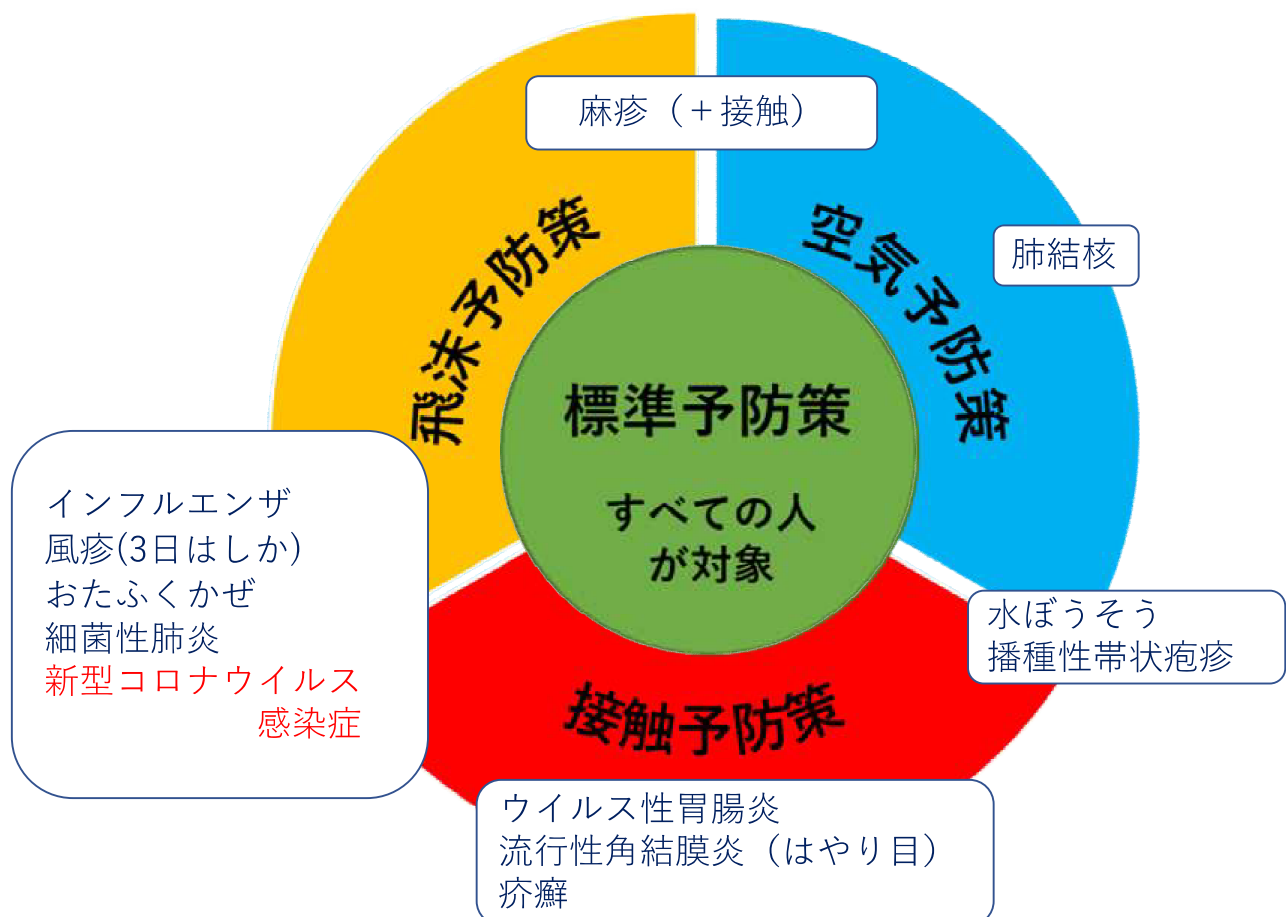 麻疹（＋接触）
飛沫予防策
空気予防策
肺結核
標準予防策
すべての人
が対象
インフルエンザ
風疹(3日はしか)
おたふくかぜ
細菌性肺炎
新型コロナウイルス
感染症
水ぼうそう
播種性帯状疱疹
接触予防策
ウイルス性胃腸炎
流行性角結膜炎（はやり目）
疥癬